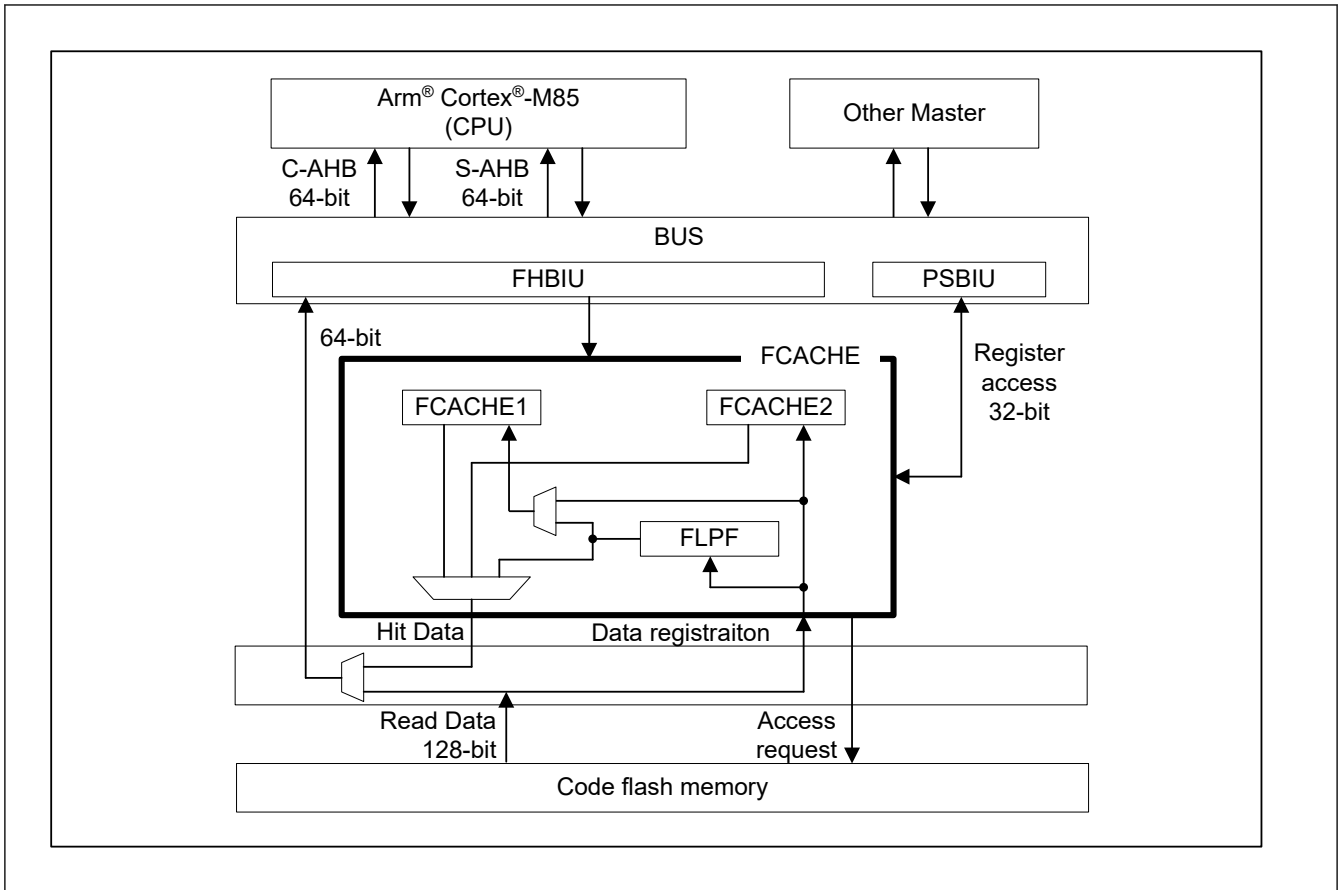 Arm® Cortex®-M85
(CPU)
Other Master
C-AHB
64-bit
S-AHB
64-bit
BUS
FHBIU
PSBIU
64-bit
FCACHE
Register
access
32-bit
FCACHE1
FCACHE2
FLPF
Hit Data
Data registraiton
Read Data
128-bit
Access
request
Code flash memory